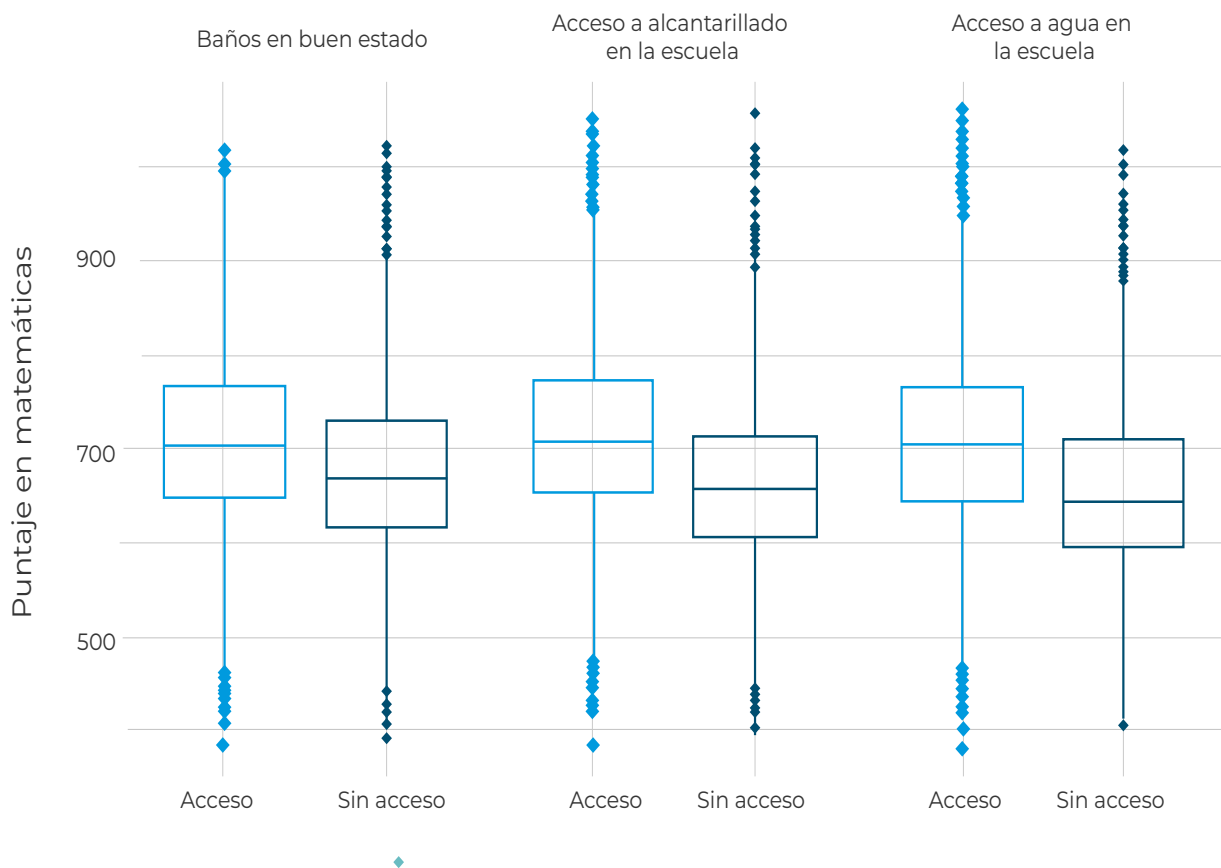 Baños en buen estado
Acceso a alcantarillado
en la escuela
Acceso a agua en
la escuela
Puntaje en matemáticas
900
700
500
Acceso
Sin acceso
Acceso
Sin acceso
Acceso
Sin acceso